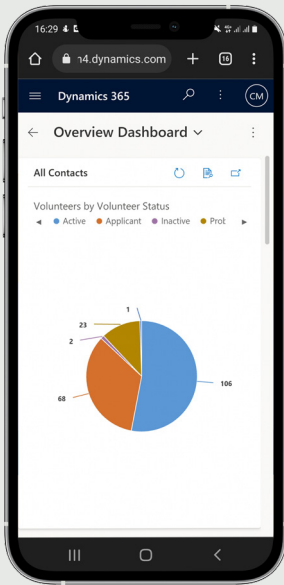 16:29
n4.dynamics.com + 16
Dynamics 365 CM
Overview Dashboard
All Contacts
Volunteers by Volunteer Status
Active Applicant Inactive Prob
1
23
2
106
68